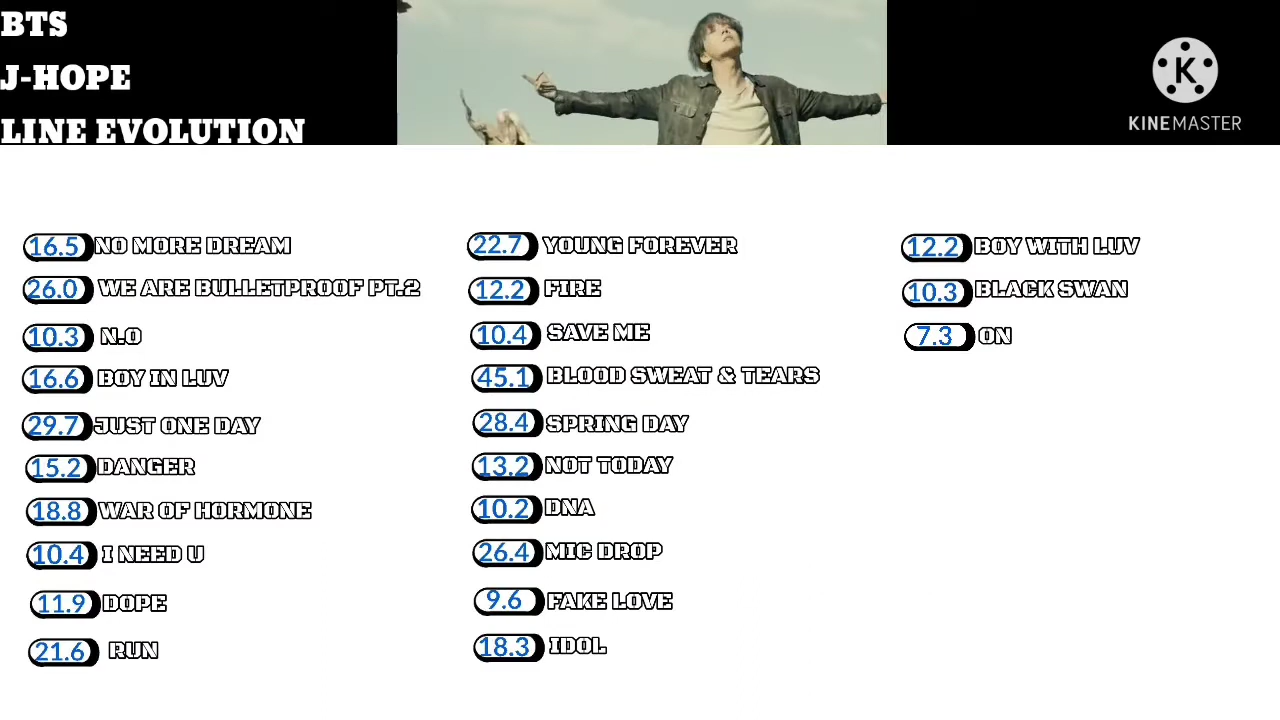 BTS
J-HOPE
LINE EVOLUTION
K
KINEMASTER
16.5 NO MORE DREAM
26.0 WE ARE BULLETPROOF PT.2
10.3 N.O
16.6 BOY IN LUV
29.7 JUST ONE DAY
15.2 DANGER
18.8 WAR OF HORMONE
10.4 I NEED U
11.9 DOPE
21.6 RUN
22.7 YOUNG FOREVER
12.2 FIRE
10.4 SAVE ME
45.1 BLOOD SWEAT & TEARS
28.4 SPRING DAY
13.2 NOT TODAY
10.2 DNA
26.4 MIC DROP
9.6 FAKE LOVE
18.3 IDOL
12.2 BOY WITH LUV
10.3 BLACK SWAN
7.3 ON